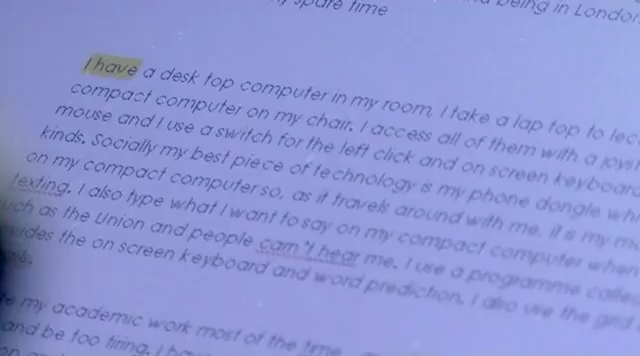 spare time being in London
I have a desk top computer in my room, I take a lap top to lec
compact computer on my chair. I access all of them with a joys
mouse and I use a switch for the left click and on screen keyboard
kinds. Socially my best piece of technology is my phone dongle wh
on my compact computer so, as it travels around with me, it is my m
texting. I also type what I want to say on my compact computer when
uch as the Union and people cam"t hear me. I use a programme calle
vides the on screen keyboard and word prediction. I also use the grid
my academic work most of the time
and be too tiring. I ha